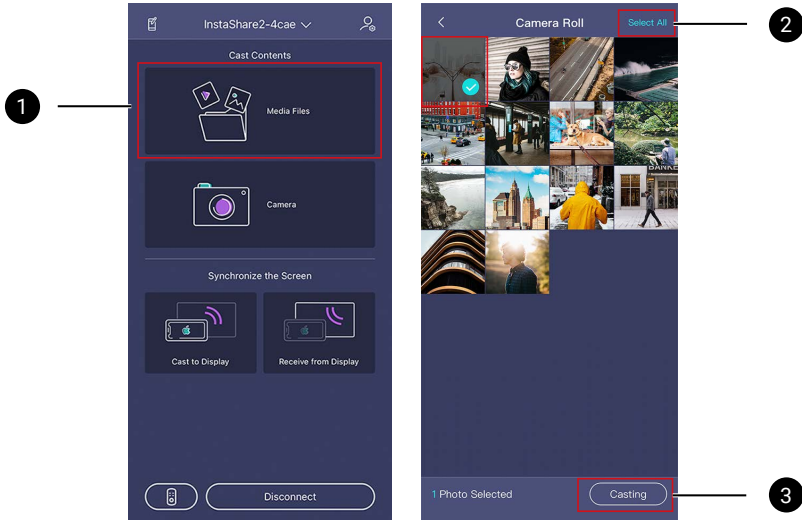 InstaShare2-4cae
Cast Contents
1
Media Files
Camera
Synchronize the Screen
Cast to Display
Receive from Display
Disconnect
Camera Roll
Select All
2
BANKE
1 Photo Selected
Casting
3